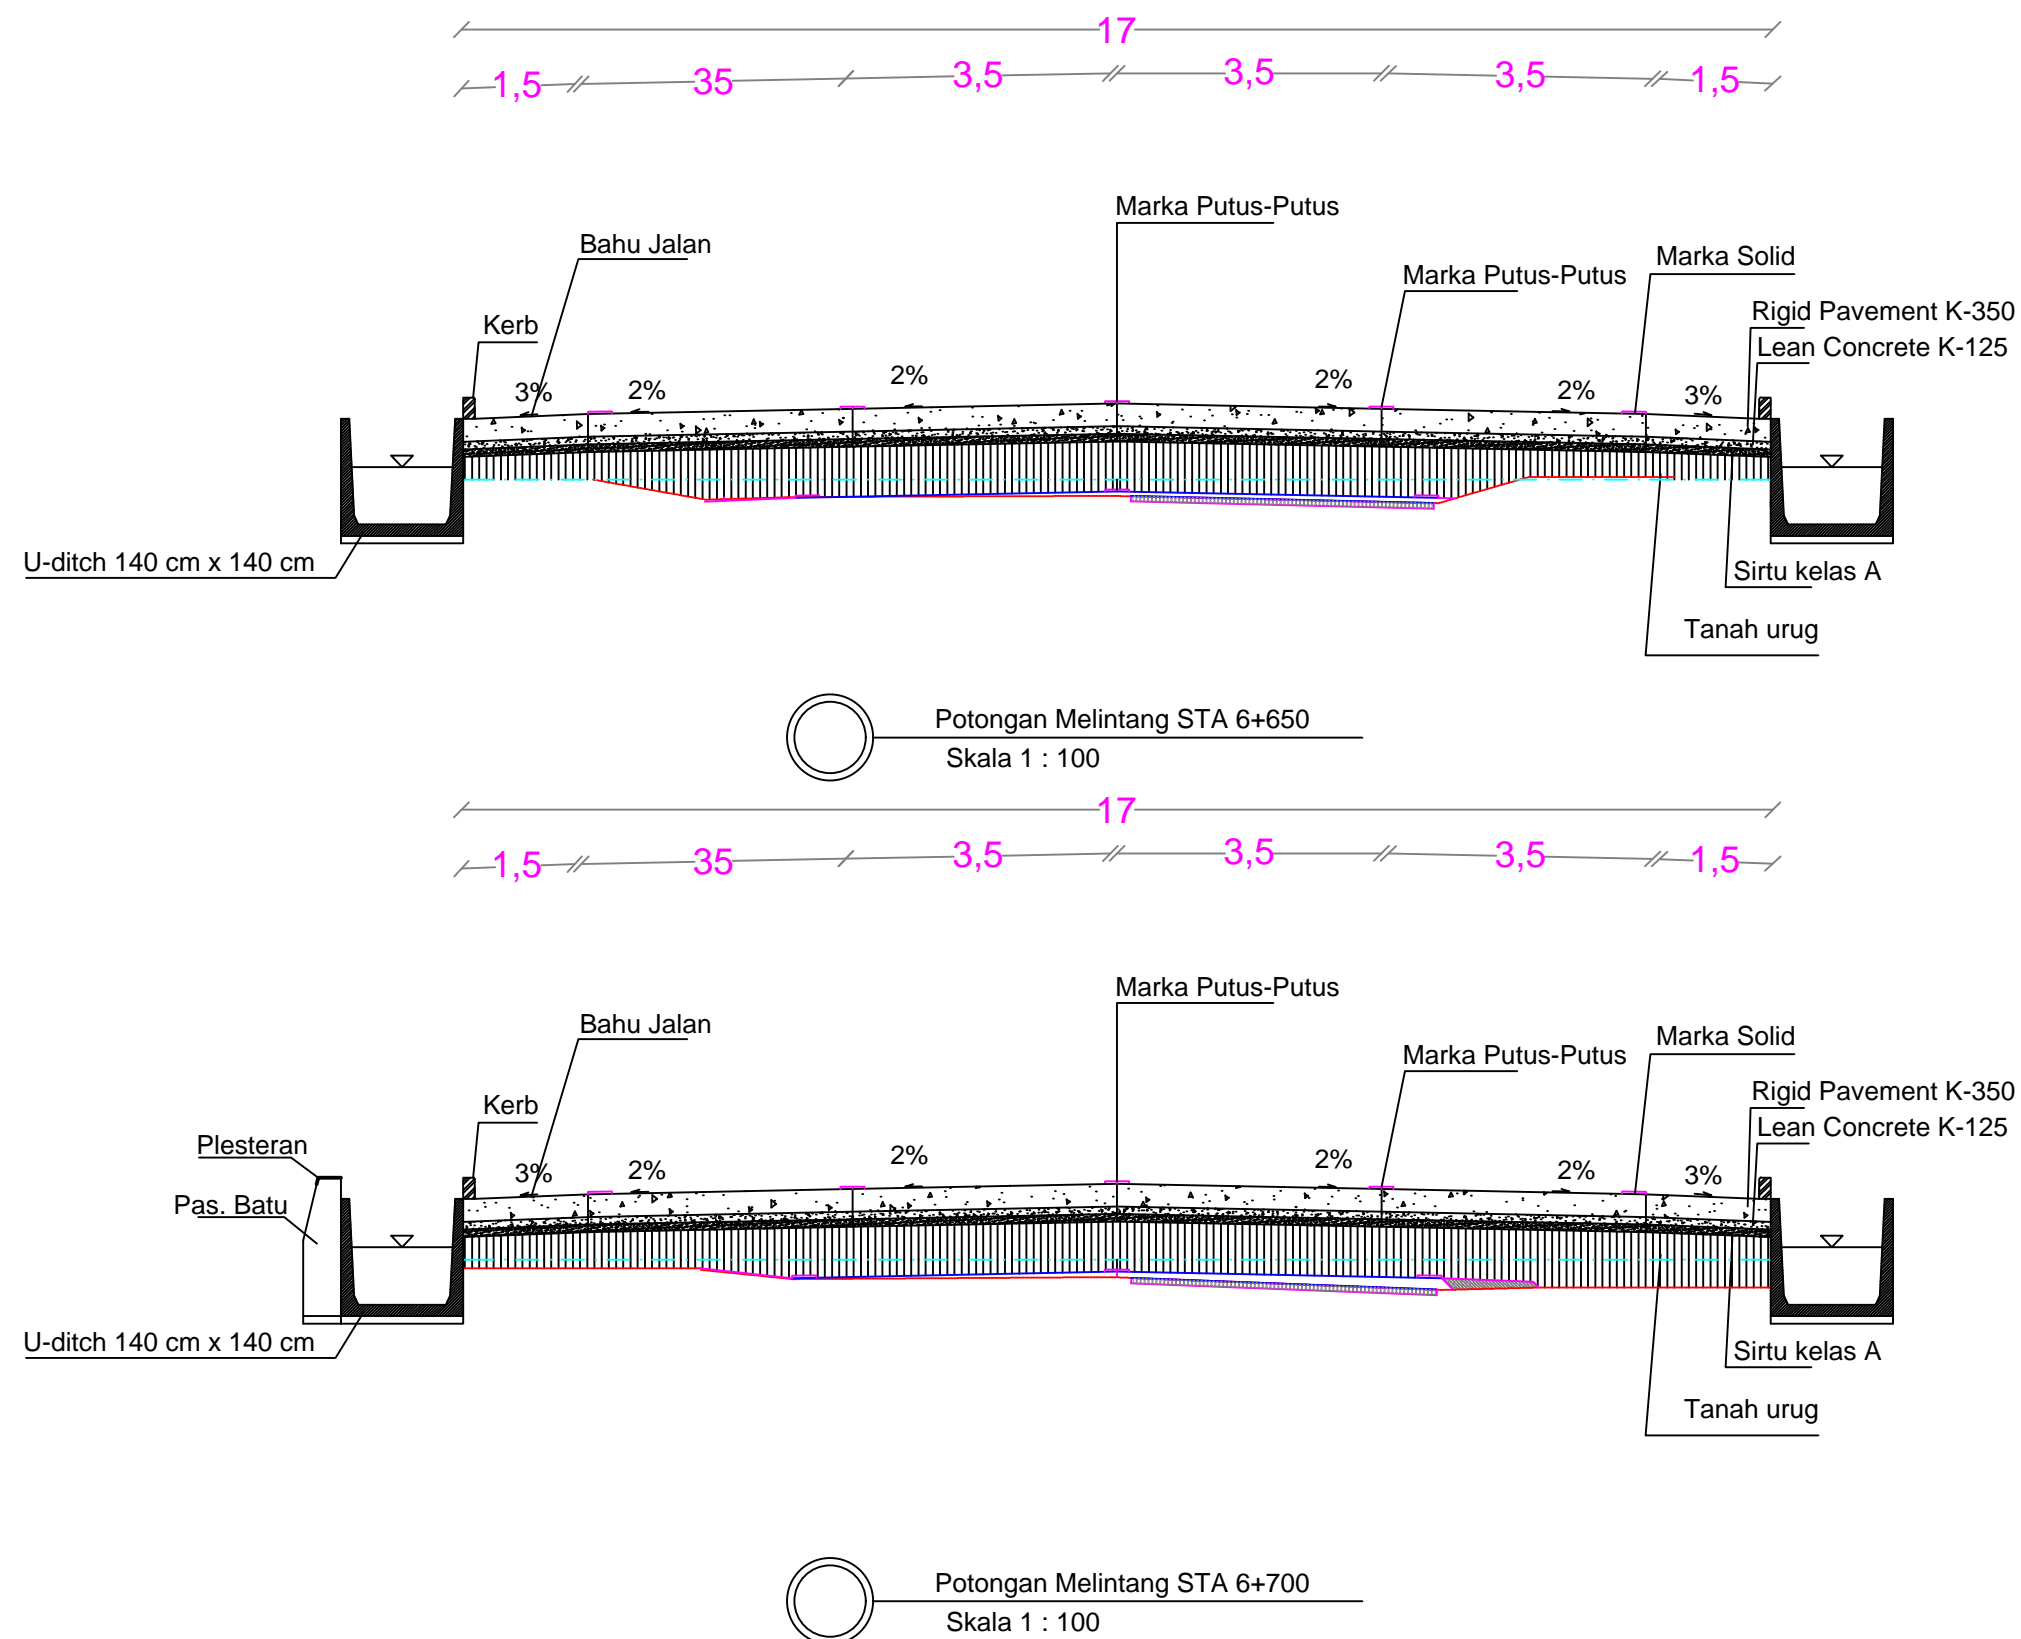 17
1,5 35 3,5 3,5 3,5 1,5
Marka Putus-Putus
Bahu Jalan
Marka Solid
Marka Putus-Putus
Kerb
Rigid Pavement K-350
Lean Concrete K-125
3% 2% 2% 2% 2% 3%
U-ditch 140 cm x 140 cm
Sirtu kelas A
Tanah urug
Potongan Melintang STA 6+650
Skala 1 : 100
17
1,5 35 3,5 3,5 3,5 1,5
Marka Putus-Putus
Bahu Jalan
Marka Solid
Marka Putus-Putus
Kerb
Rigid Pavement K-350
Lean Concrete K-125
Plesteran
3% 2% 2% 2% 2% 3%
Pas. Batu
U-ditch 140 cm x 140 cm
Sirtu kelas A
Tanah urug
Potongan Melintang STA 6+700
Skala 1 : 100